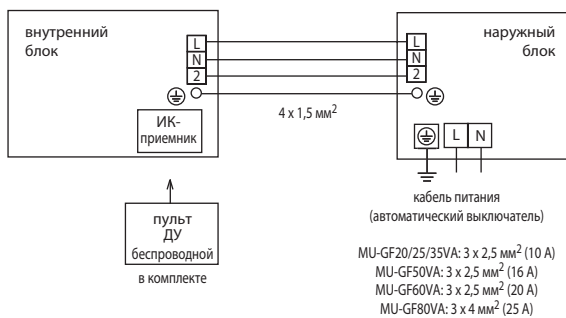 внутренний
блок
L
N
2
ИК-
приемник
4 x 1,5 мм²
пульт
ДУ
беспроводной
в комплекте
наружный
блок
L
N
2
L N
кабель питания
(автоматический выключатель)
MU-GF20/25/35VA: 3 x 2,5 мм² (10 А)
MU-GF50VA: 3 x 2,5 мм² (16 А)
MU-GF60VA: 3 x 2,5 мм² (20 А)
MU-GF80VA: 3 x 4 мм² (25 А)